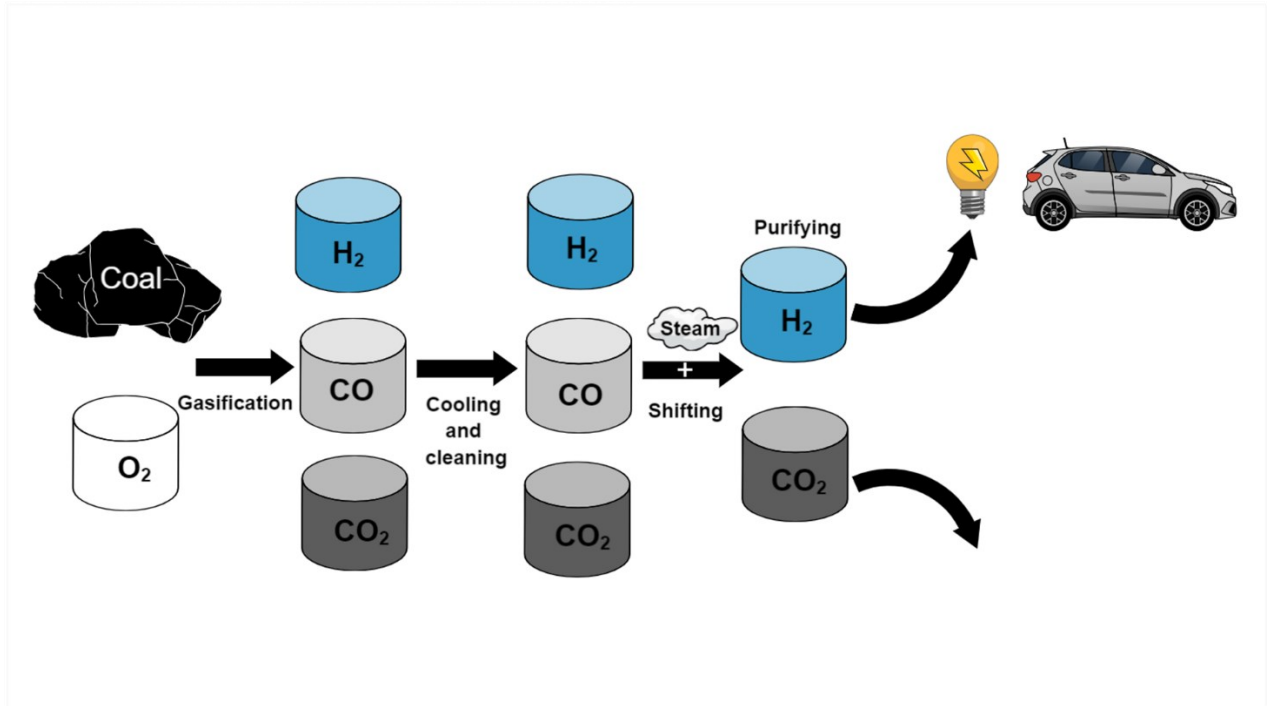 Coal
O₂
Gasification
H₂
CO
CO₂
Cooling
and
cleaning
H₂
CO
CO₂
Steam
+
Shifting
Purifying
H₂
CO₂